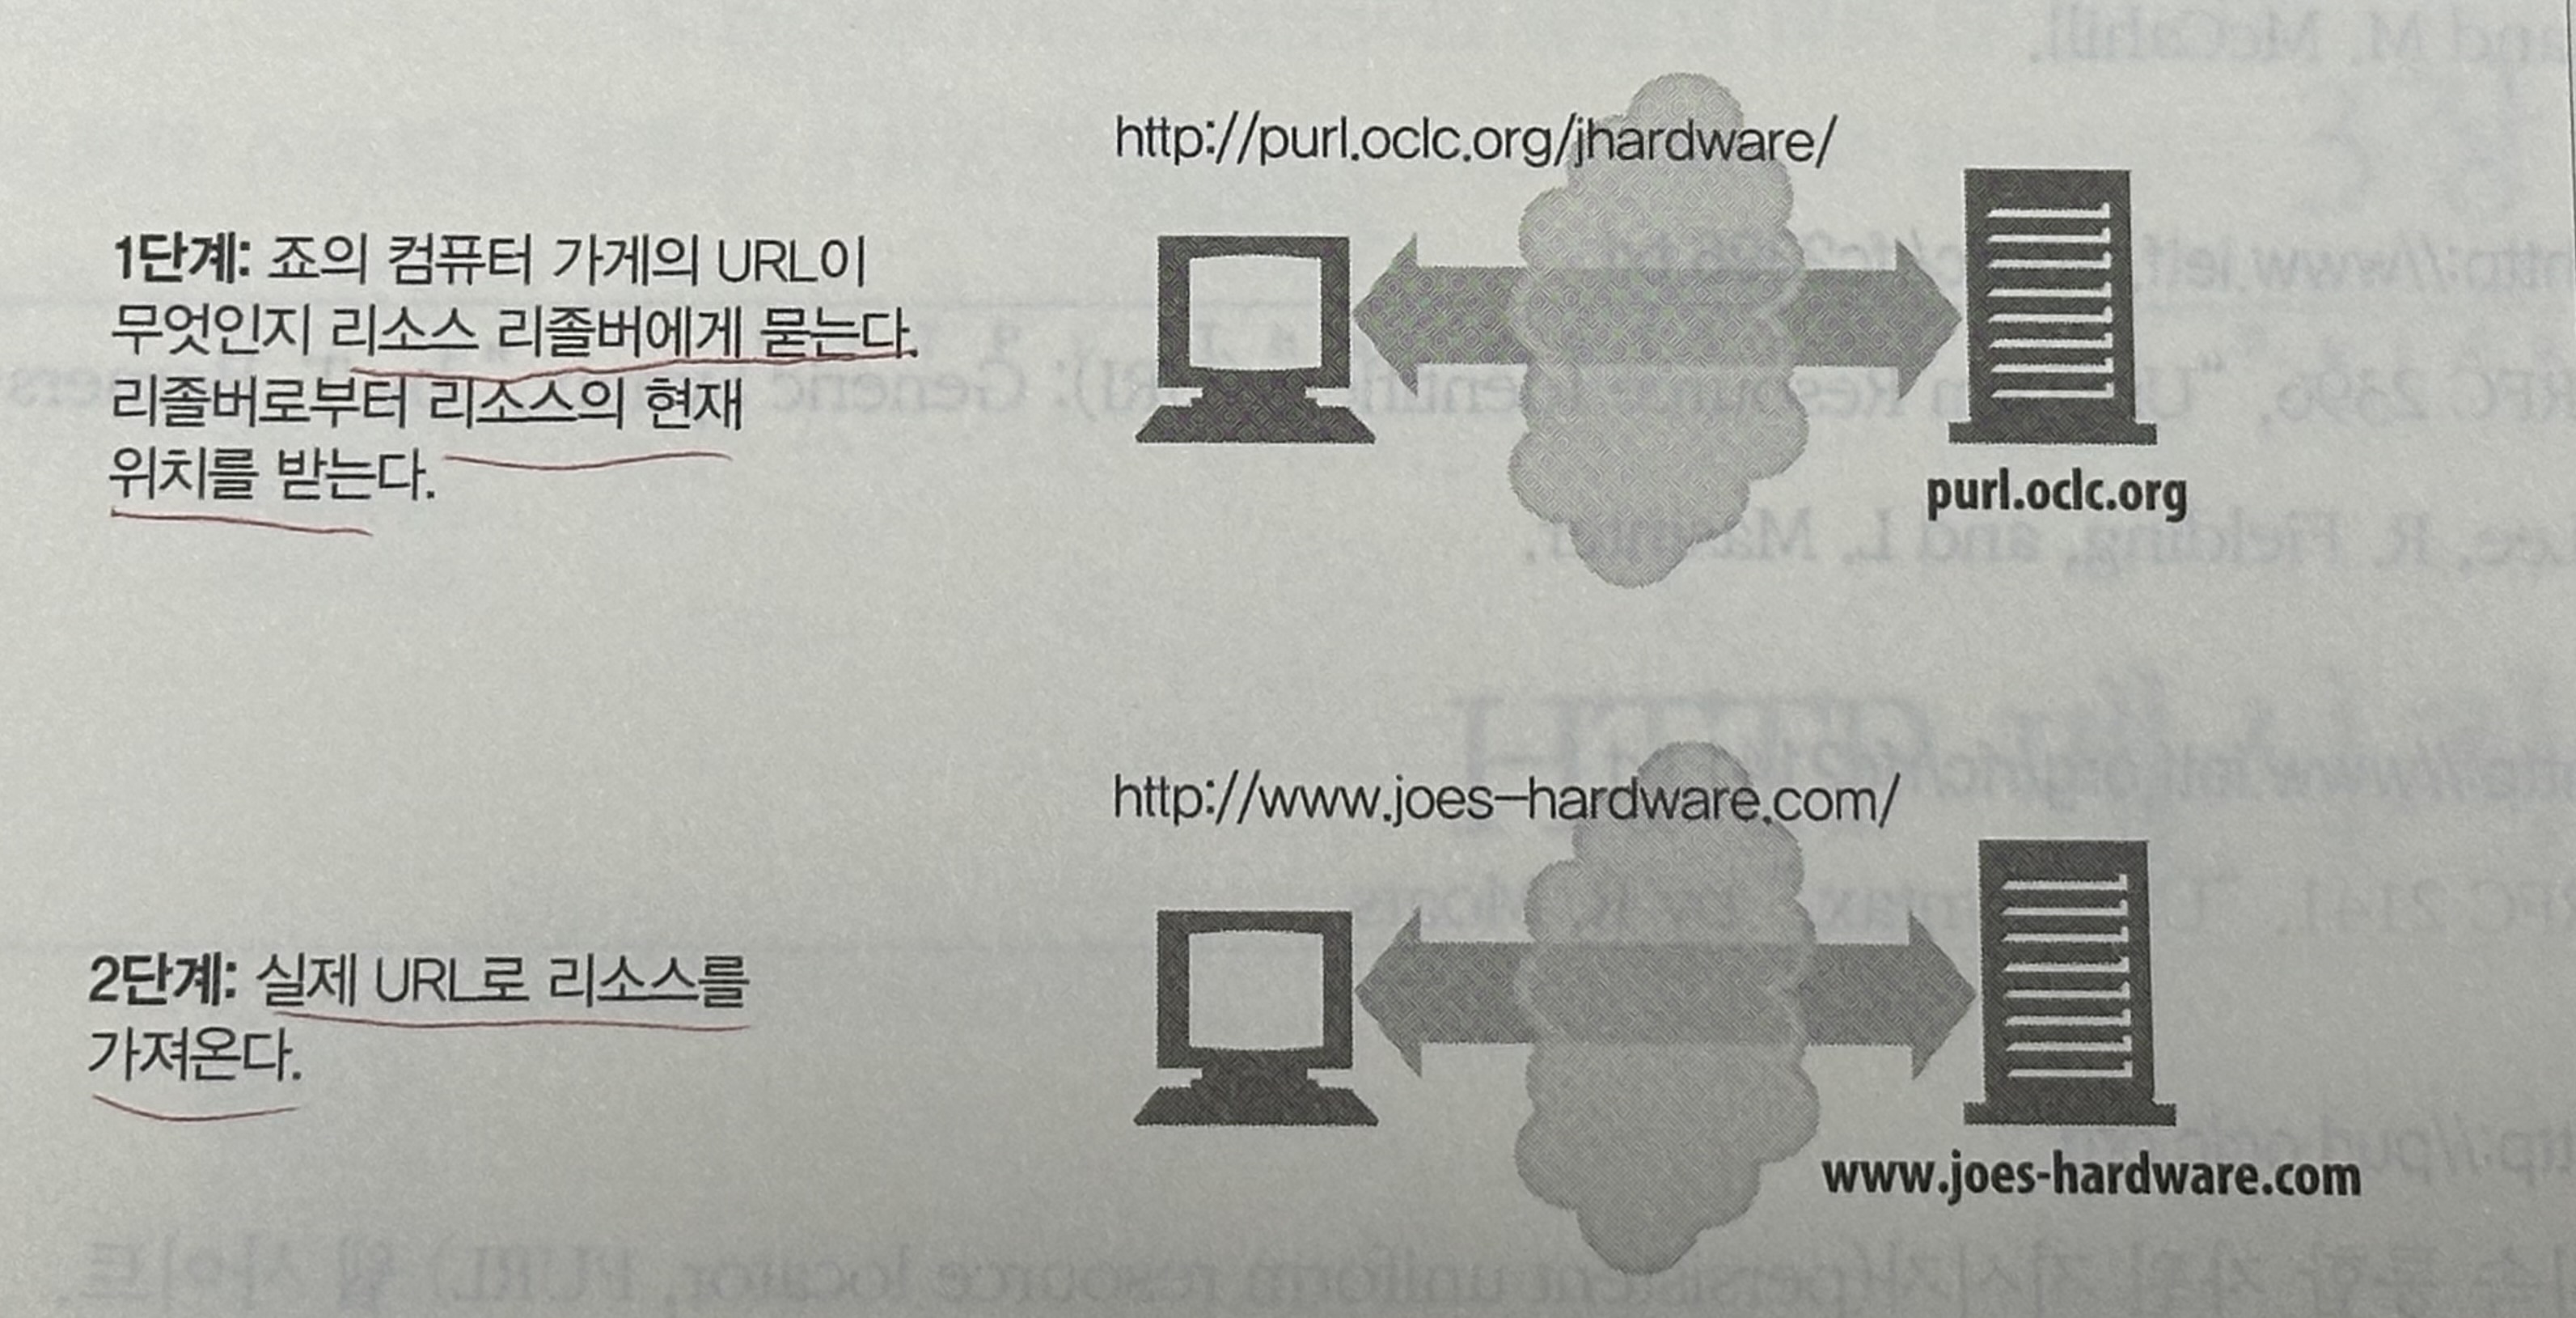 http://purl.oclc.org/jhardware/
1단계: 죠의 컴퓨터 가게의 URL이
무엇인지 리소스 리졸버에게 묻는다.
리졸버로부터 리소스의 현재
위치를 받는다.
purl.oclc.org
http://www.joes-hardware.com/
2단계: 실제 URL로 리소스를
가져온다.
www.joes-hardware.com